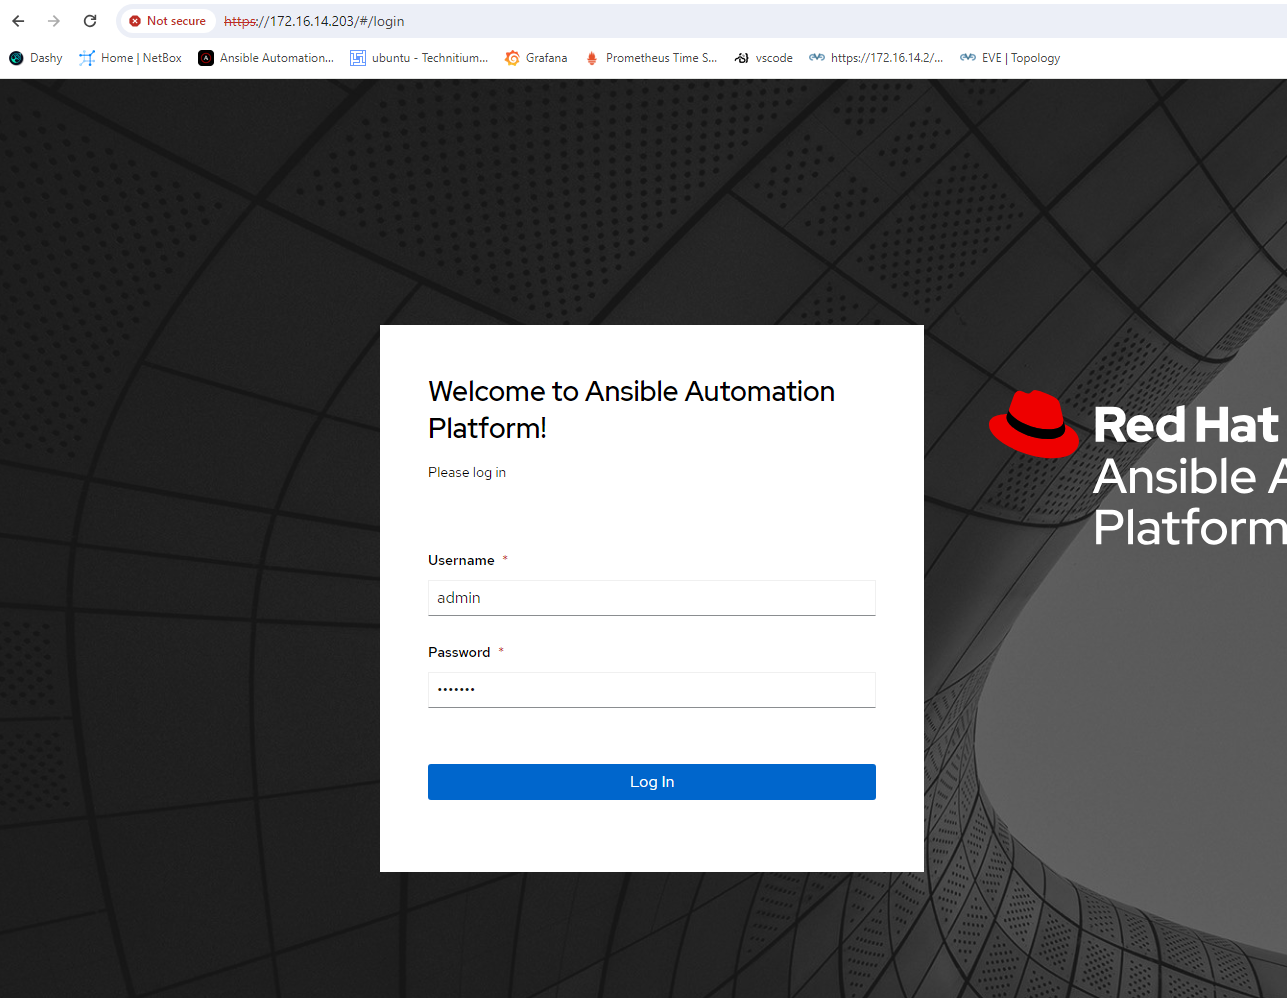 Not secure https://172.16.14.203/#/login
Dashy Home | NetBox Ansible Automation... ubuntu - Technitium... Grafana Prometheus Time S... vscode https://172.16.14.2/... EVE | Topology
Welcome to Ansible Automation
Platform!
Please log in
Red Hat
Ansible A
Platform
Username *
admin
Password *
•••••••
Log In